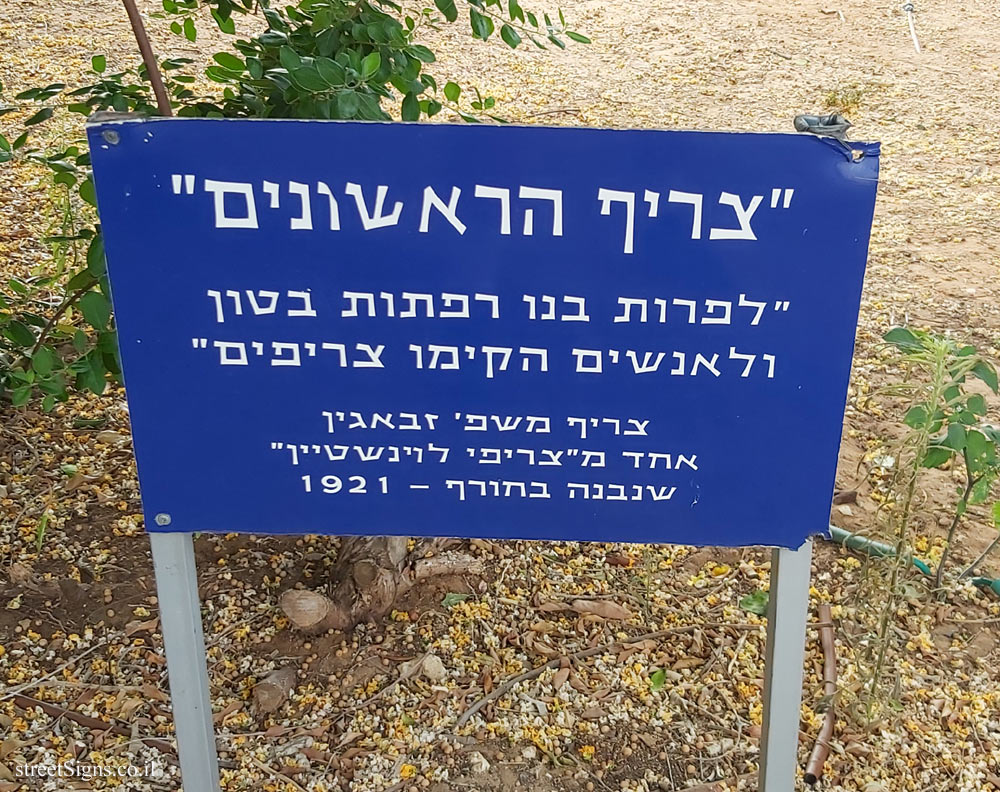 "צריף הראשונים"
"לפרות בנו רפתות בטון
ולאנשים הקימו צריפים"
צריף משפ' זבאגין
אחד מ"צריפי לוינשטיין"
שנבנה בחורף – 1921
streetSigns.co.il